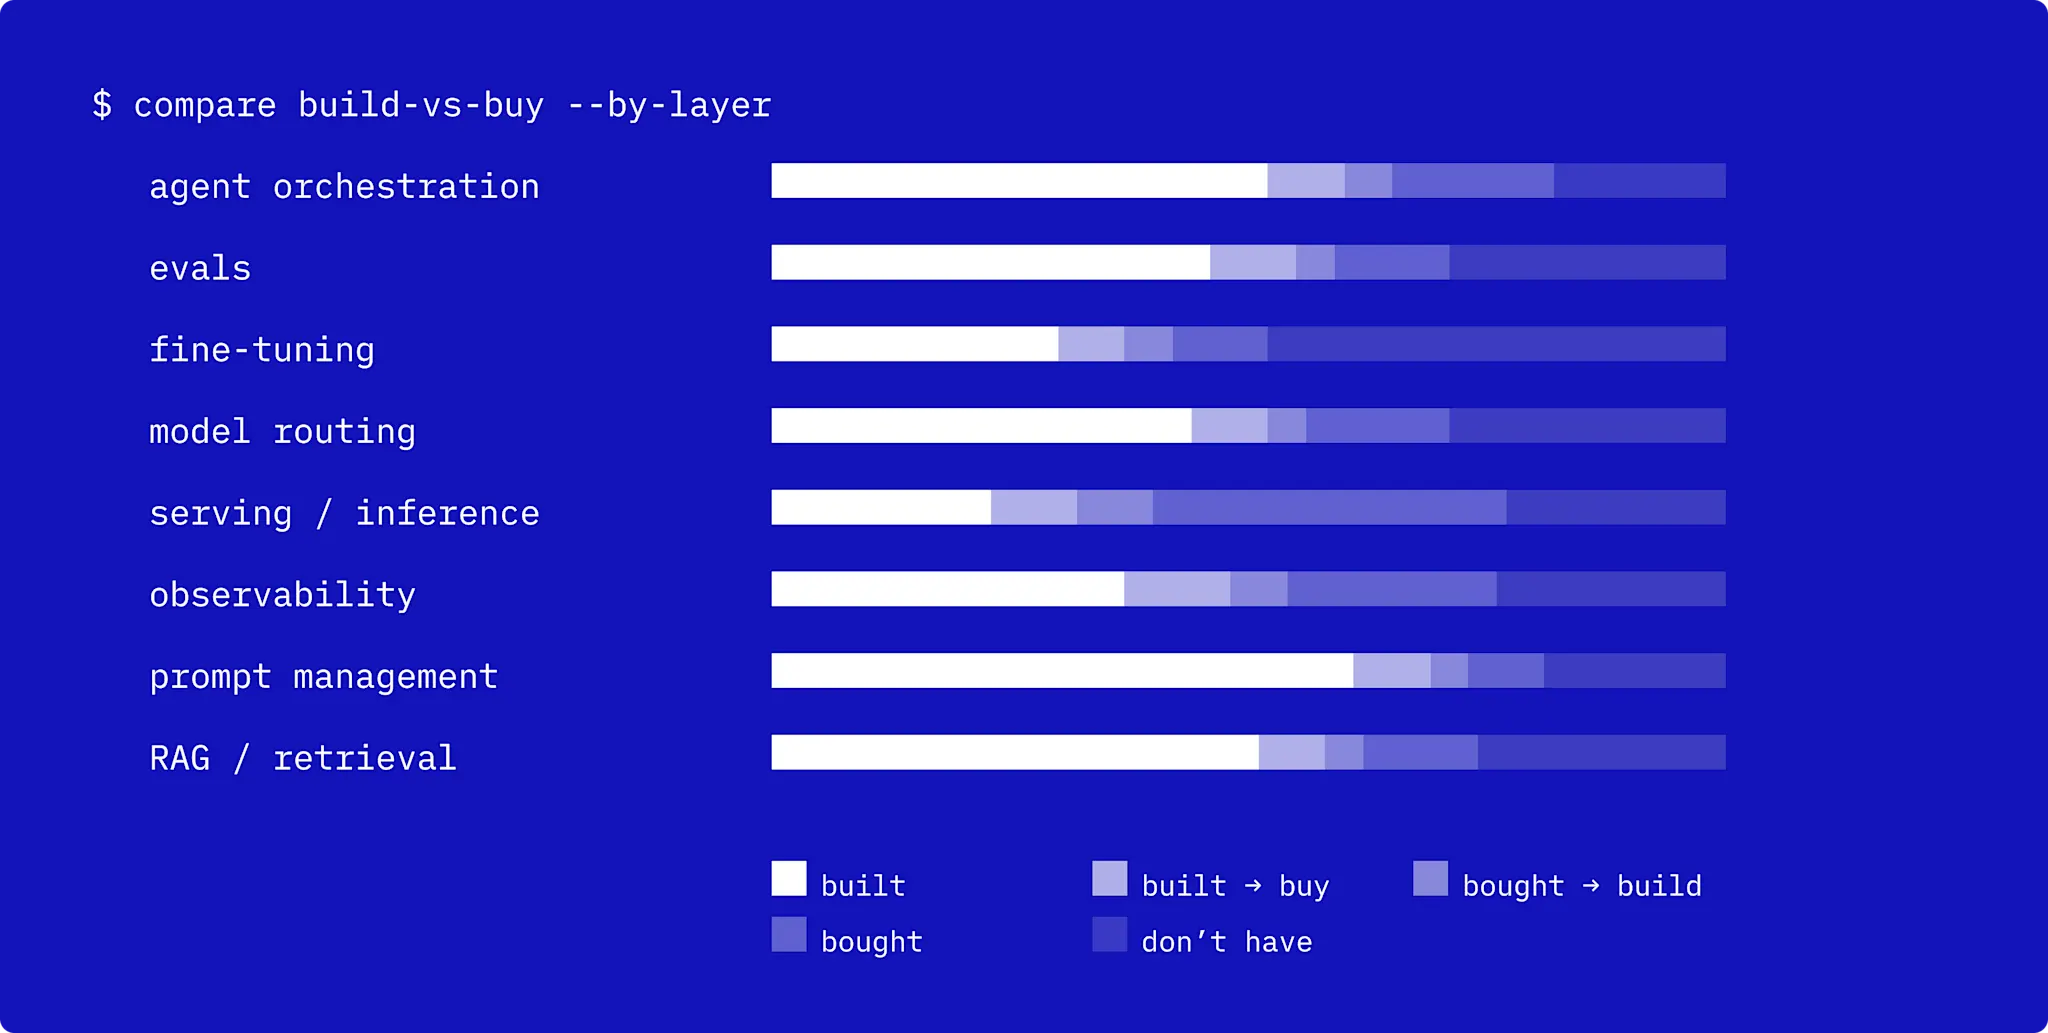 $ compare build-vs-buy --by-layer
agent orchestration
evals
fine-tuning
model routing
serving / inference
observability
prompt management
RAG / retrieval
built
built → buy
bought → build
bought
don’t have